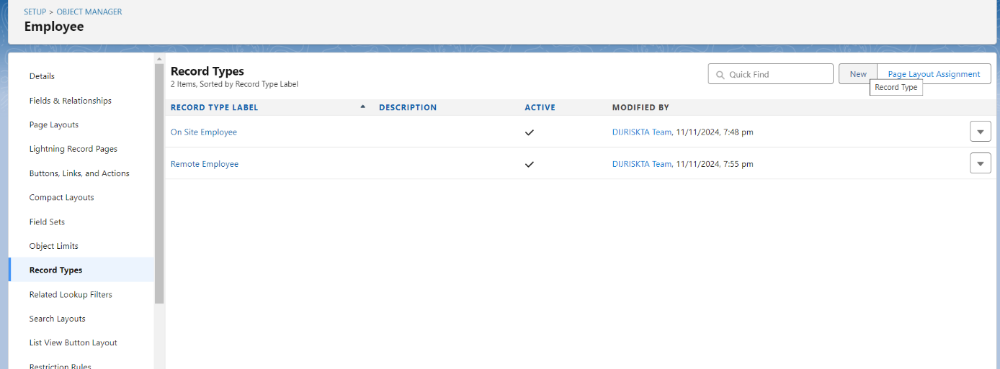 SETUP > OBJECT MANAGER
Employee
Details
Fields & Relationships
Page Layouts
Lightning Record Pages
Buttons, Links, and Actions
Compact Layouts
Field Sets
Object Limits
Record Types
Related Lookup Filters
Search Layouts
List View Button Layout
Restriction Rules
Record Types
2 Items, Sorted by Record Type Label
Quick Find
New
Page Layout Assignment
Record Type
RECORD TYPE LABEL DESCRIPTION ACTIVE MODIFIED BY
On Site Employee DIJRISKTA Team, 11/11/2024, 7:48 pm
Remote Employee DIJRISKTA Team, 11/11/2024, 7:55 pm